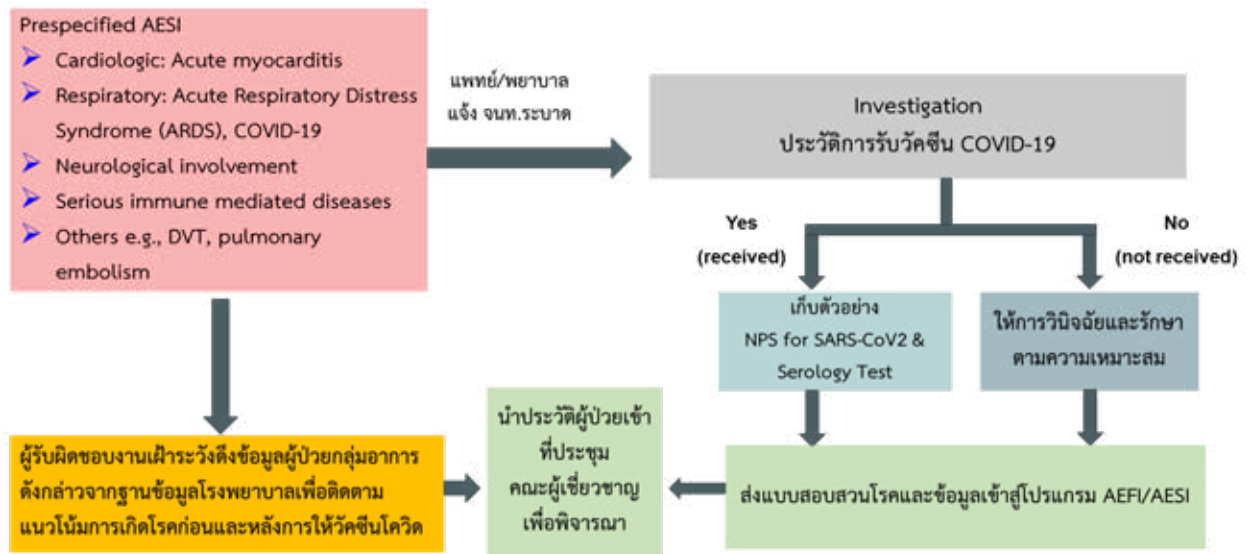 Prespecified AESI
➢ Cardiologic: Acute myocarditis
➢ Respiratory: Acute Respiratory Distress
Syndrome (ARDS), COVID-19
➢ Neurological involvement
➢ Serious immune mediated diseases
➢ Others e.g., DVT, pulmonary
embolism
แพทย์/พยาบาล
แจ้ง จนท.ระบาด
Investigation
ประวัติการรับวัคซีน COVID-19
Yes
(received)
No
(not received)
เก็บตัวอย่าง
NPS for SARS-CoV2 &
Serology Test
ให้การวินิจฉัยและรักษา
ตามความเหมาะสม
ผู้รับผิดชอบงานเฝ้าระวังดึงข้อมูลผู้ป่วยกลุ่มอาการ
ดังกล่าวจากฐานข้อมูลโรงพยาบาลเพื่อติดตาม
แนวโน้มการเกิดโรคก่อนและหลังการให้วัคซีนโควิด
นำประวัติผู้ป่วยเข้า
ที่ประชุม
คณะผู้เชี่ยวชาญ
เพื่อพิจารณา
ส่งแบบสอบสวนโรคและข้อมูลเข้าสู่โปรแกรม AEFI/AESI